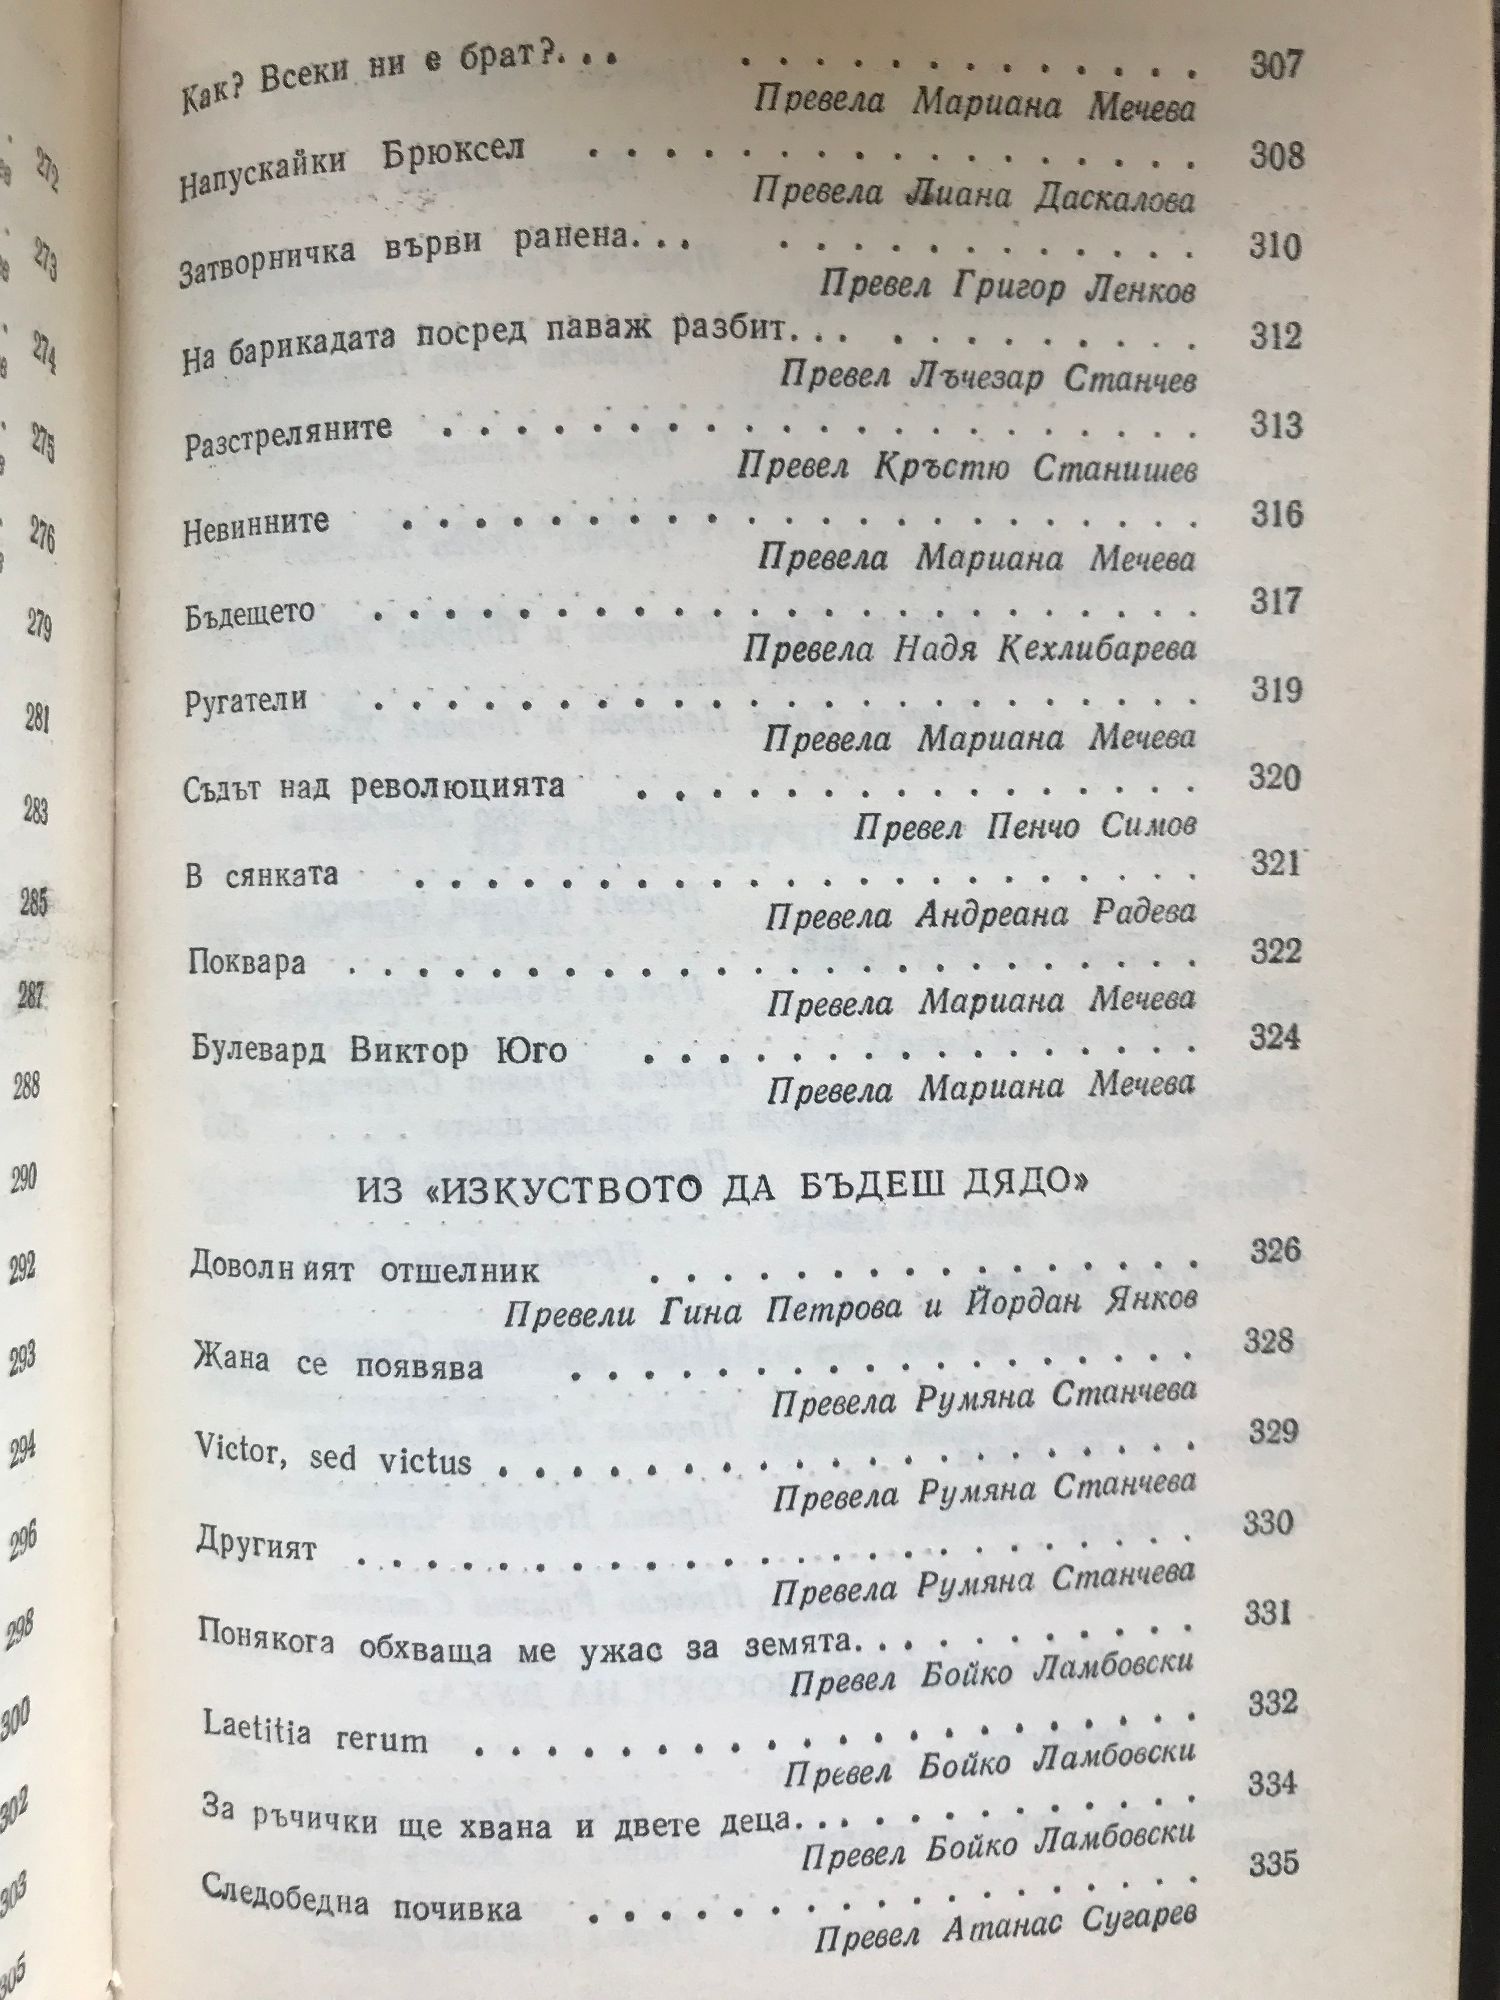 Как? Всеки ни е брат?. . . . . . . . . . . . . . . . 307
Превела Мариана Мечева
Напускайки Брюксел . . . . . . . . . . . . . . . . . 308
Превела Лиана Даскалова
Затворничка върви ранена. . . . . . . . . . . . . . . 310
Превел Григор Ленков
На барикадата посред паваж разбит. . . . . . . . . . . . 312
Превел Лъчезар Станчев
Разстреляните . . . . . . . . . . . . . . . . . . . . . 313
Превел Кръстю Станишев
Невинните . . . . . . . . . . . . . . . . . . . . . . 316
Превела Мариана Мечева
Бъдещето . . . . . . . . . . . . . . . . . . . . . . . 317
Превела Надя Кехлибарева
Ругатели . . . . . . . . . . . . . . . . . . . . . . . 319
Превела Мариана Мечева
Съдът над революцията . . . . . . . . . . . . . . . . 320
Превел Пенчо Симов
В сянката . . . . . . . . . . . . . . . . . . . . . . 321
Превела Андреана Радева
Поквара . . . . . . . . . . . . . . . . . . . . . . . 322
Превела Мариана Мечева
Булевард Виктор Юго . . . . . . . . . . . . . . . . 324
Превела Мариана Мечева
ИЗ «ИЗКУСТВОТО ДА БЪДЕШ ДЯДО»
Доволният отшелник . . . . . . . . . . . . . . . . 326
Превели Гина Петрова и Йордан Янков
Жана се появява . . . . . . . . . . . . . . . . . . 328
Превела Румяна Станчева
Victor, sed victus . . . . . . . . . . . . . . . . . . . . 329
Превела Румяна Станчева
Другият . . . . . . . . . . . . . . . . . . . . . . . 330
Превела Румяна Станчева
Понякога обхваща ме ужас за земята. . . . . . . . . . . 331
Превел Бойко Ламбовски
Laetitia rerum . . . . . . . . . . . . . . . . . . . . 332
Превел Бойко Ламбовски
За ръчички ще хвана и двете деца. . . . . . . . . . . . 334
Превел Бойко Ламбовски
Следобедна почивка . . . . . . . . . . . . . . . . . 335
Превел Атанас Сугарев
272
273
274
275
276
279
281
283
285
287
288
290
292
293
294
296
298
300
302
303
305